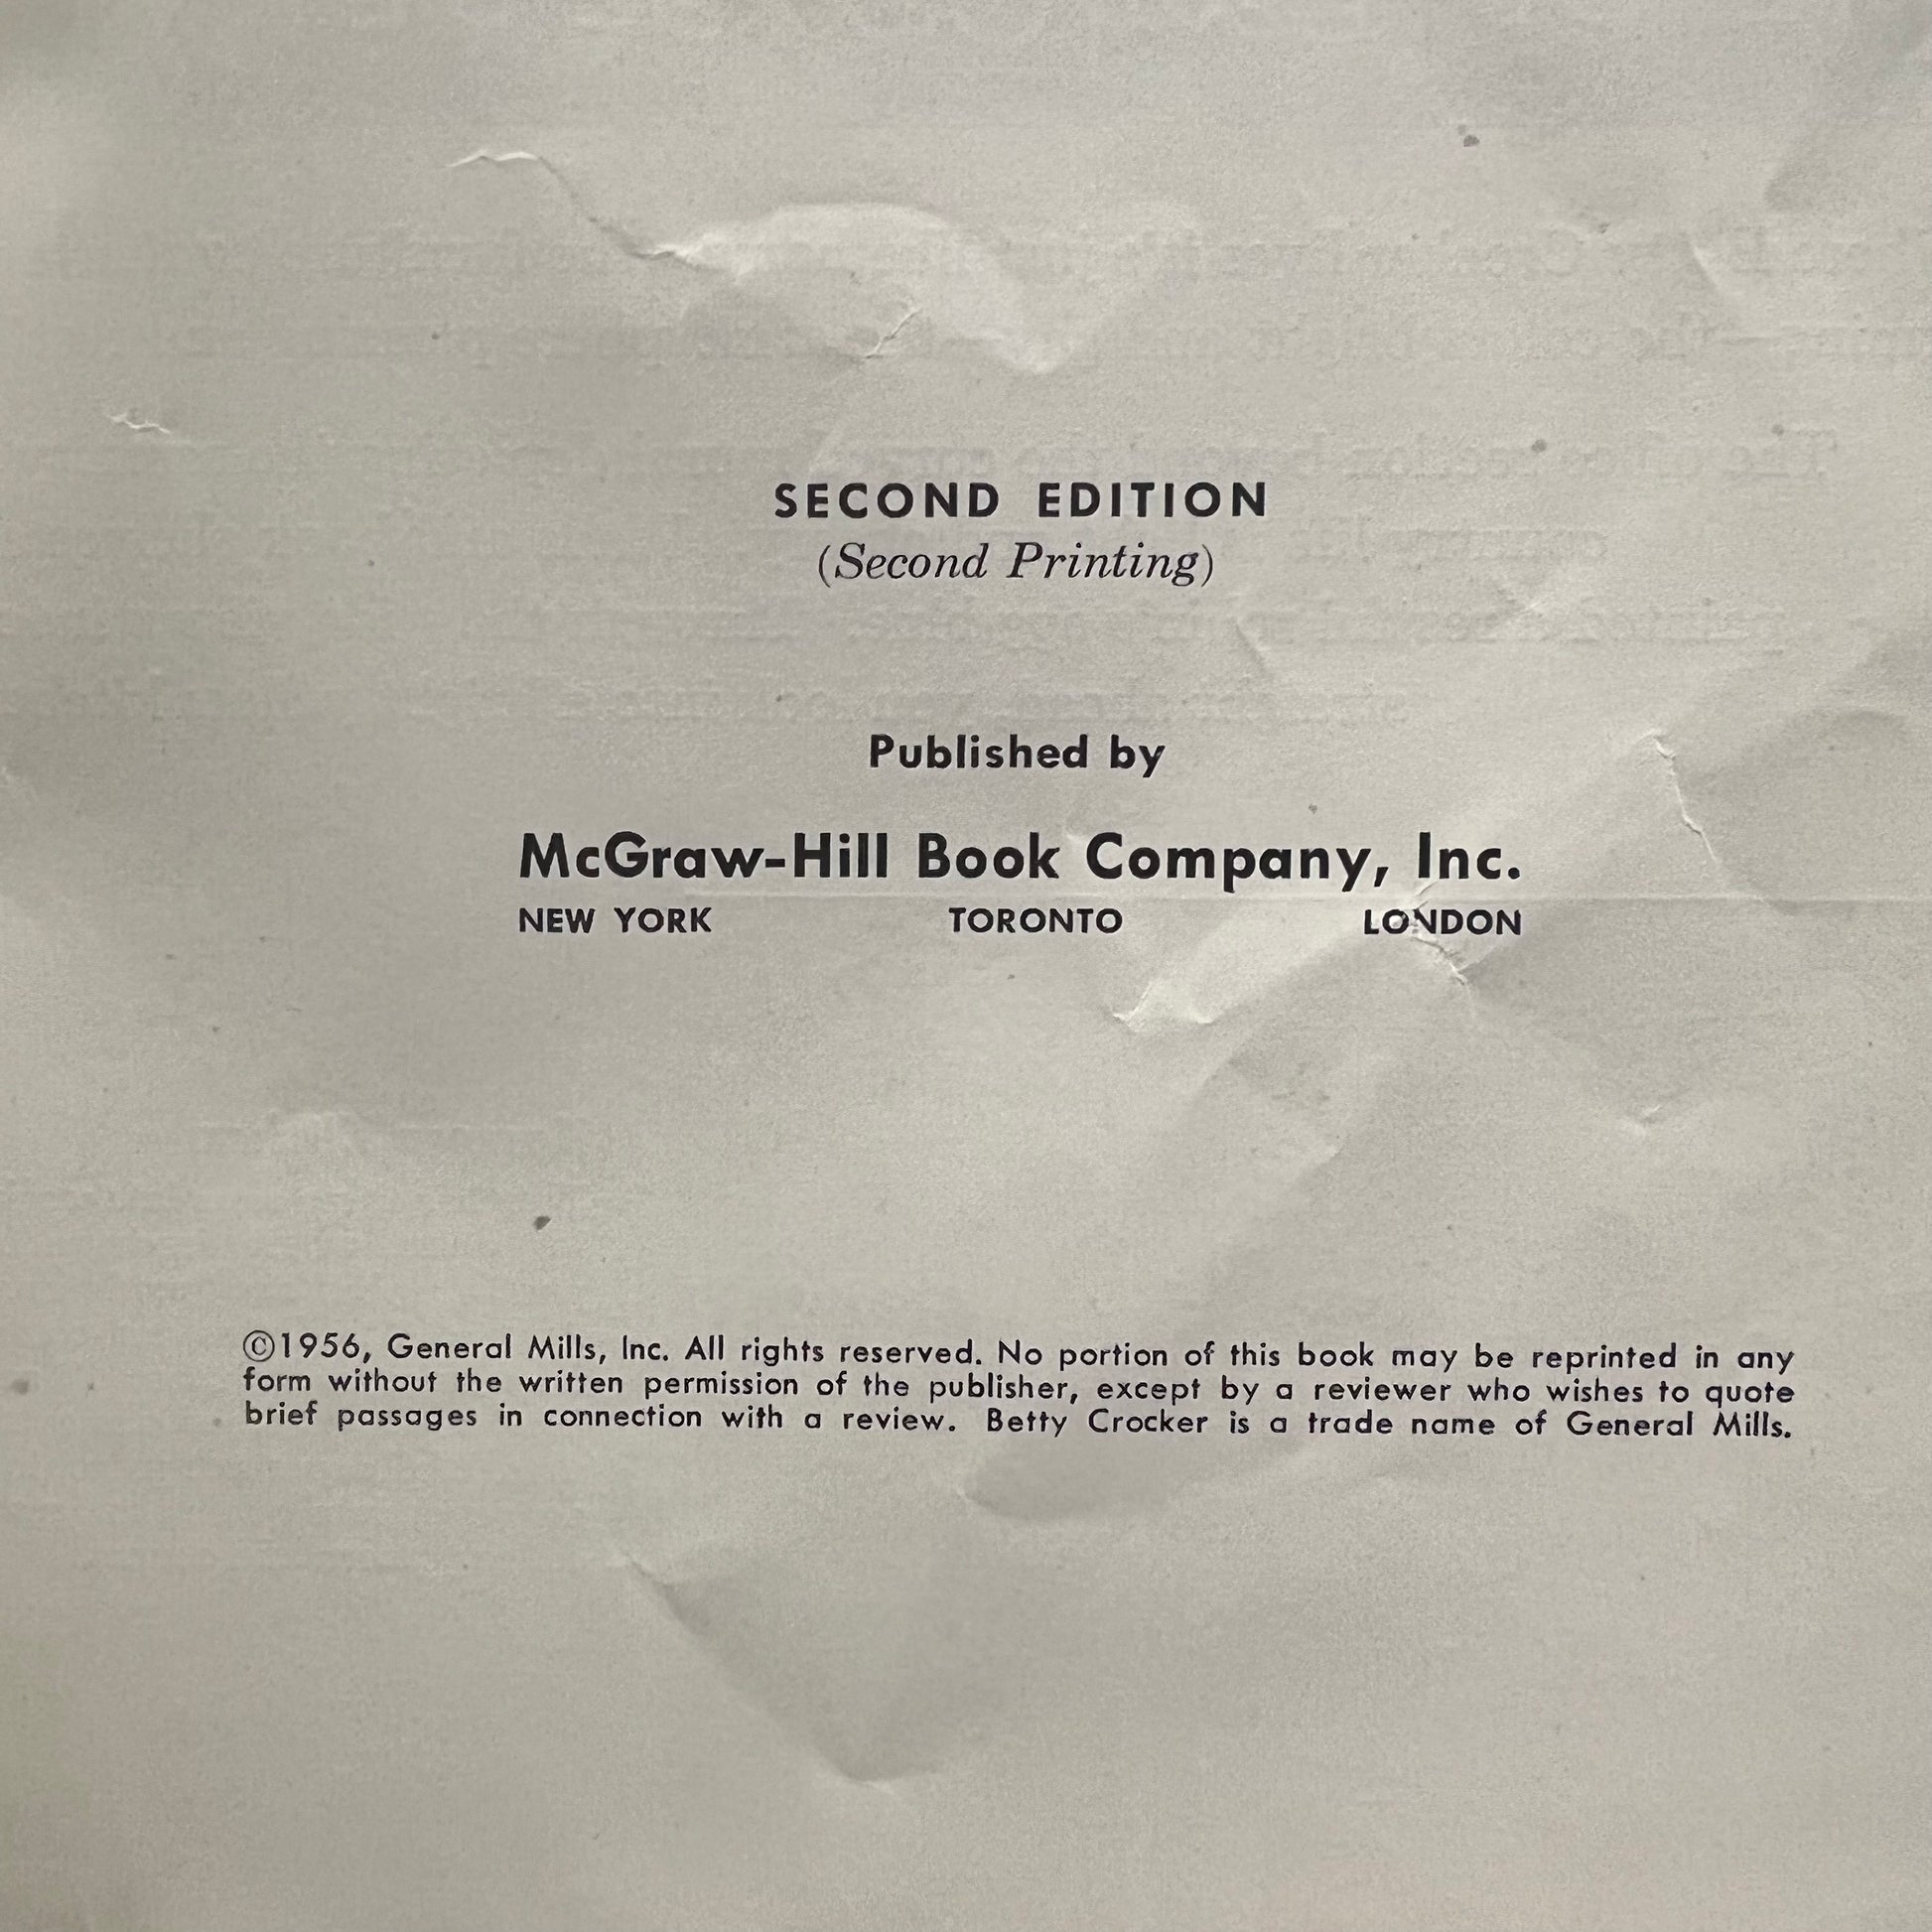 SECOND EDITION
(Second Printing)
Published by
McGraw-Hill Book Company, Inc.
NEW YORK TORONTO LONDON
©1956, General Mills, Inc. All rights reserved. No portion of this book may be reprinted in any
form without the written permission of the publisher, except by a reviewer who wishes to quote
brief passages in connection with a review. Betty Crocker is a trade name of General Mills.